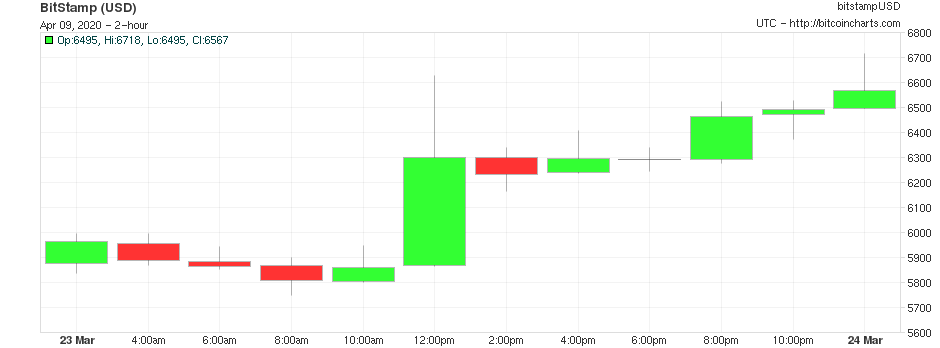 BitStamp (USD)
bitstampUSD
Apr 09, 2020 - 2-hour
UTC - http://bitcoincharts.com
Op:6495, Hi:6718, Lo:6495, Cl:6567
6800
6700
6600
6500
6400
6300
6200
6100
6000
5900
5800
5700
5600
23 Mar 4:00am 6:00am 8:00am 10:00am 12:00pm 2:00pm 4:00pm 6:00pm 8:00pm 10:00pm 24 Mar